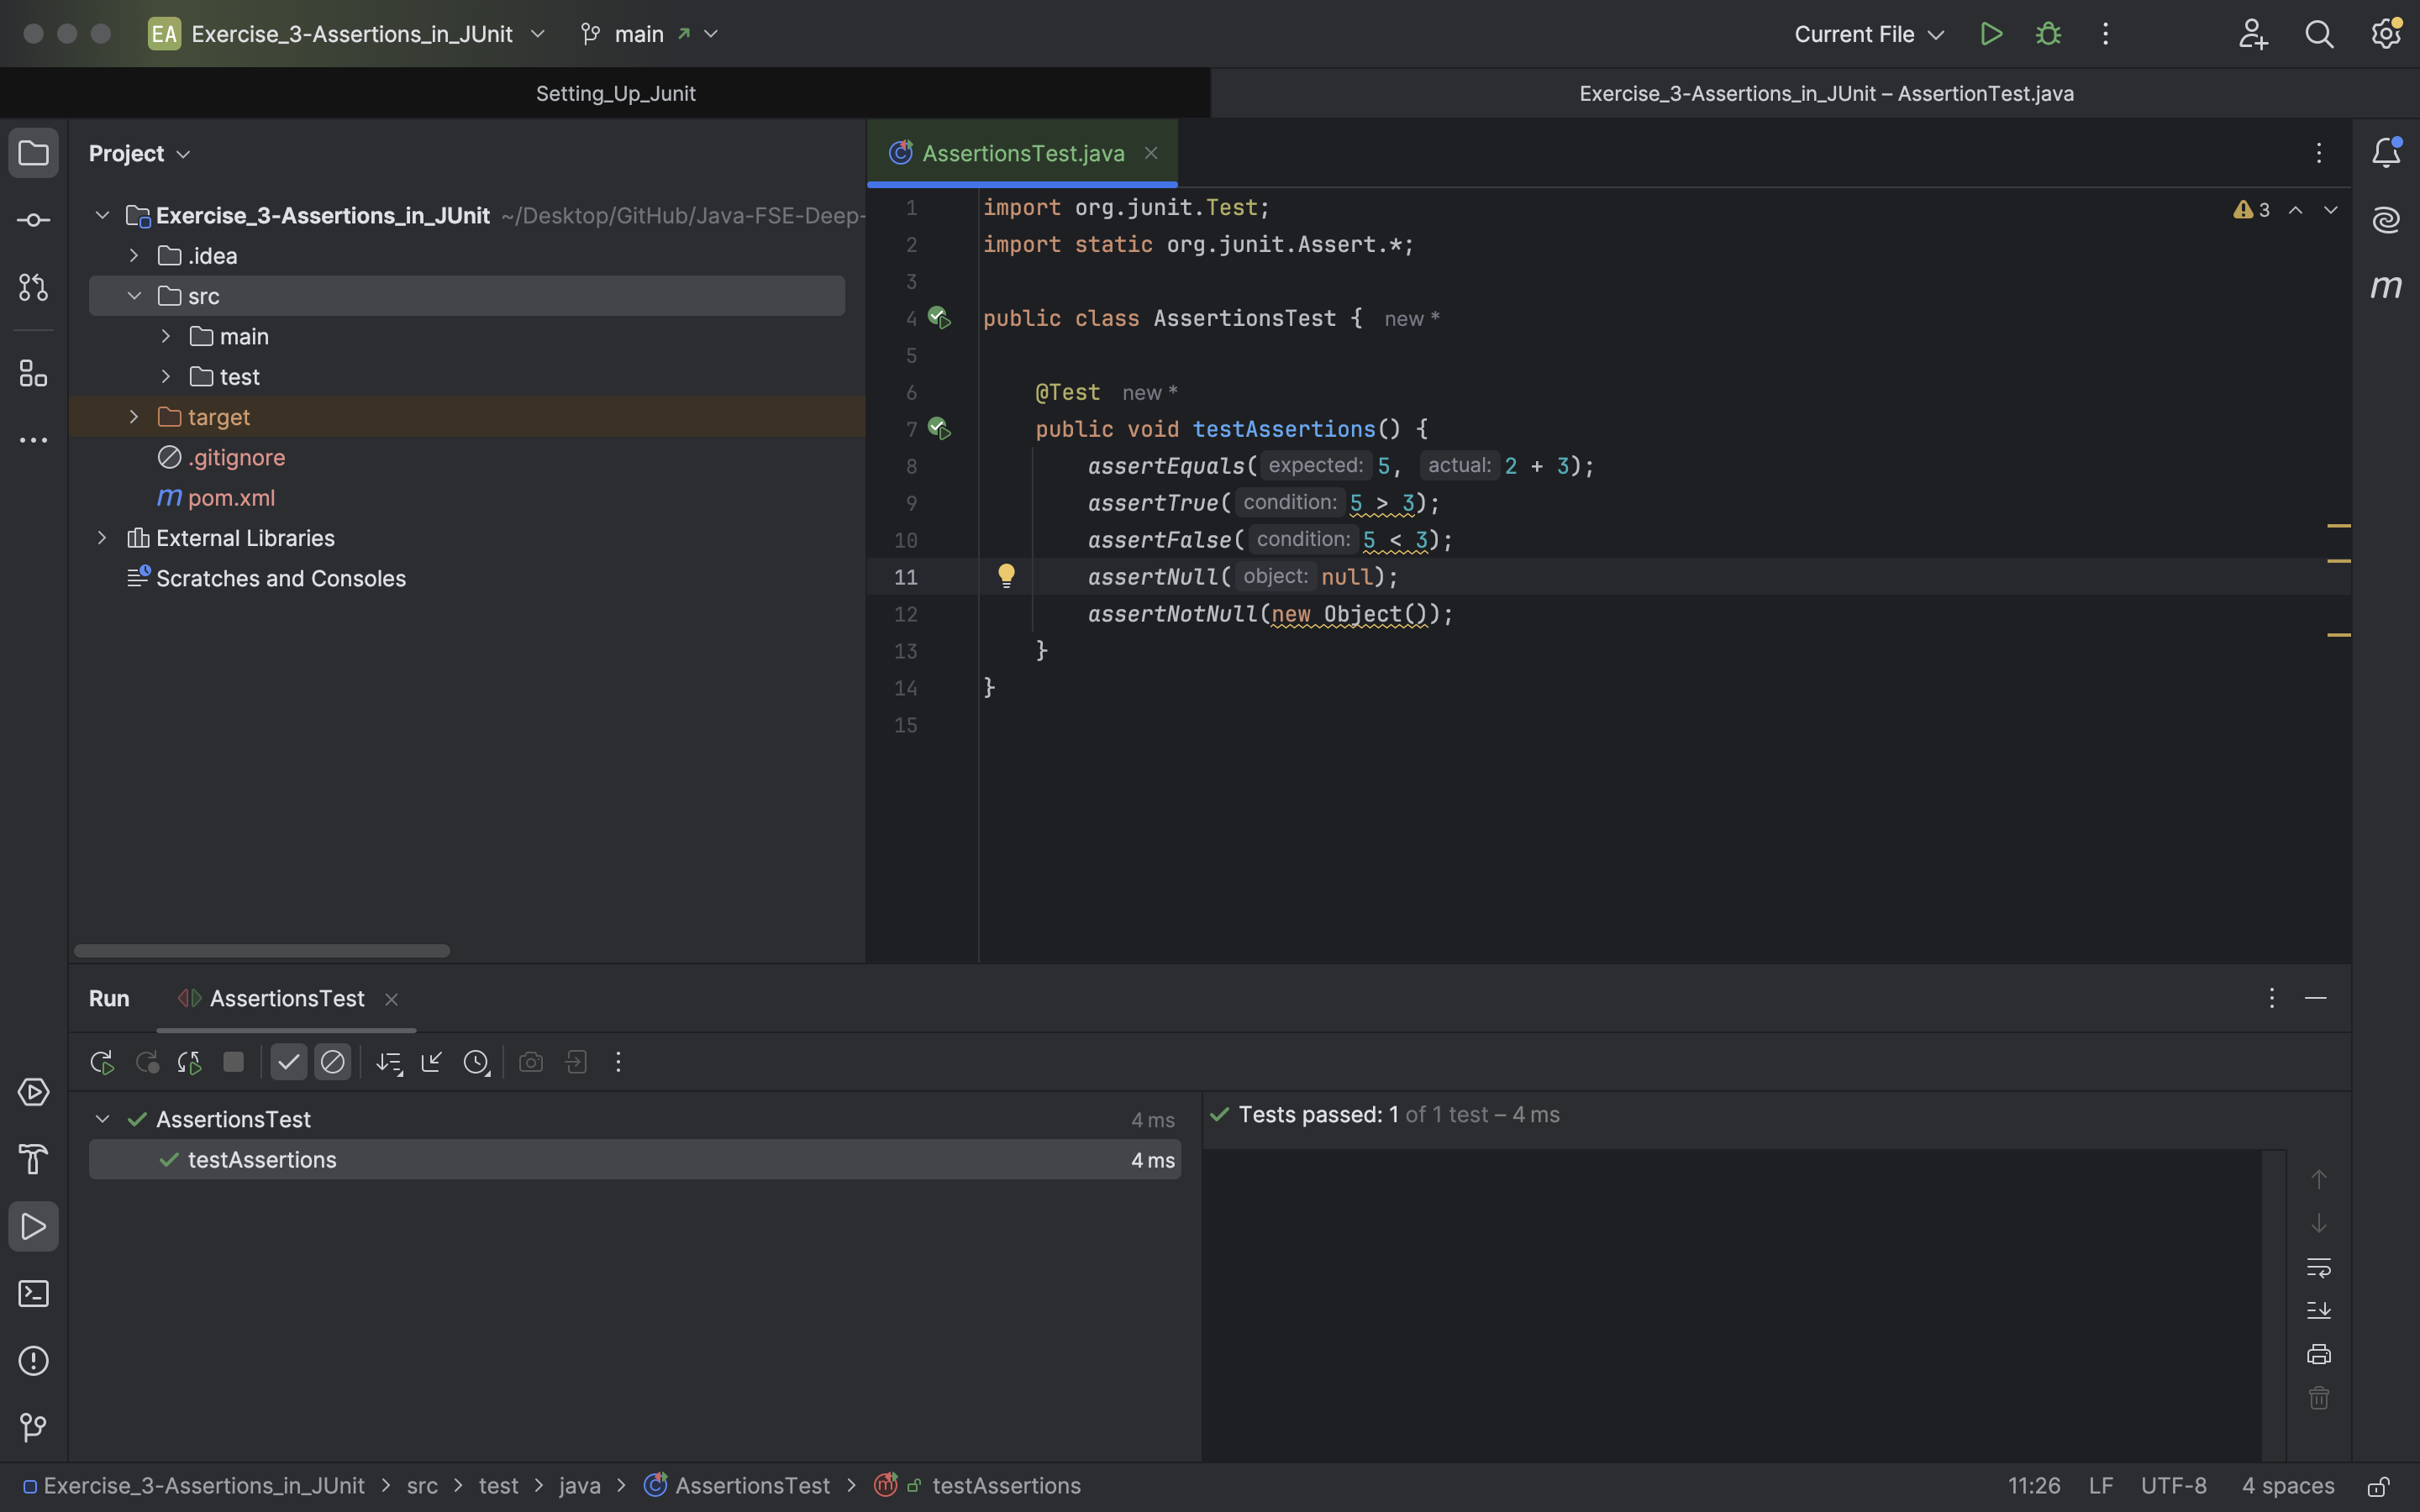 EA Exercise_3-Assertions_in_JUnit main Current File
Setting_Up_Junit Exercise_3-Assertions_in_JUnit – AssertionTest.java
Project
Exercise_3-Assertions_in_JUnit ~/Desktop/GitHub/Java-FSE-Deep-
.idea
src
main
test
target
.gitignore
m pom.xml
External Libraries
Scratches and Consoles
AssertionsTest.java
3
m
1 import org.junit.Test;
2 import static org.junit.Assert.*;
3
4 public class AssertionsTest { new *
5
6 @Test new *
7 public void testAssertions() {
8 assertEquals( expected: 5, actual: 2 + 3);
9 assertTrue( condition: 5 > 3);
10 assertFalse( condition: 5 < 3);
11 assertNull( object: null);
12 assertNotNull(new Object());
13 }
14 }
15
Run AssertionsTest
AssertionsTest 4 ms
testAssertions 4 ms
Tests passed: 1 of 1 test – 4 ms
Exercise_3-Assertions_in_JUnit > src > test > java > AssertionsTest > testAssertions 11:26 LF UTF-8 4 spaces